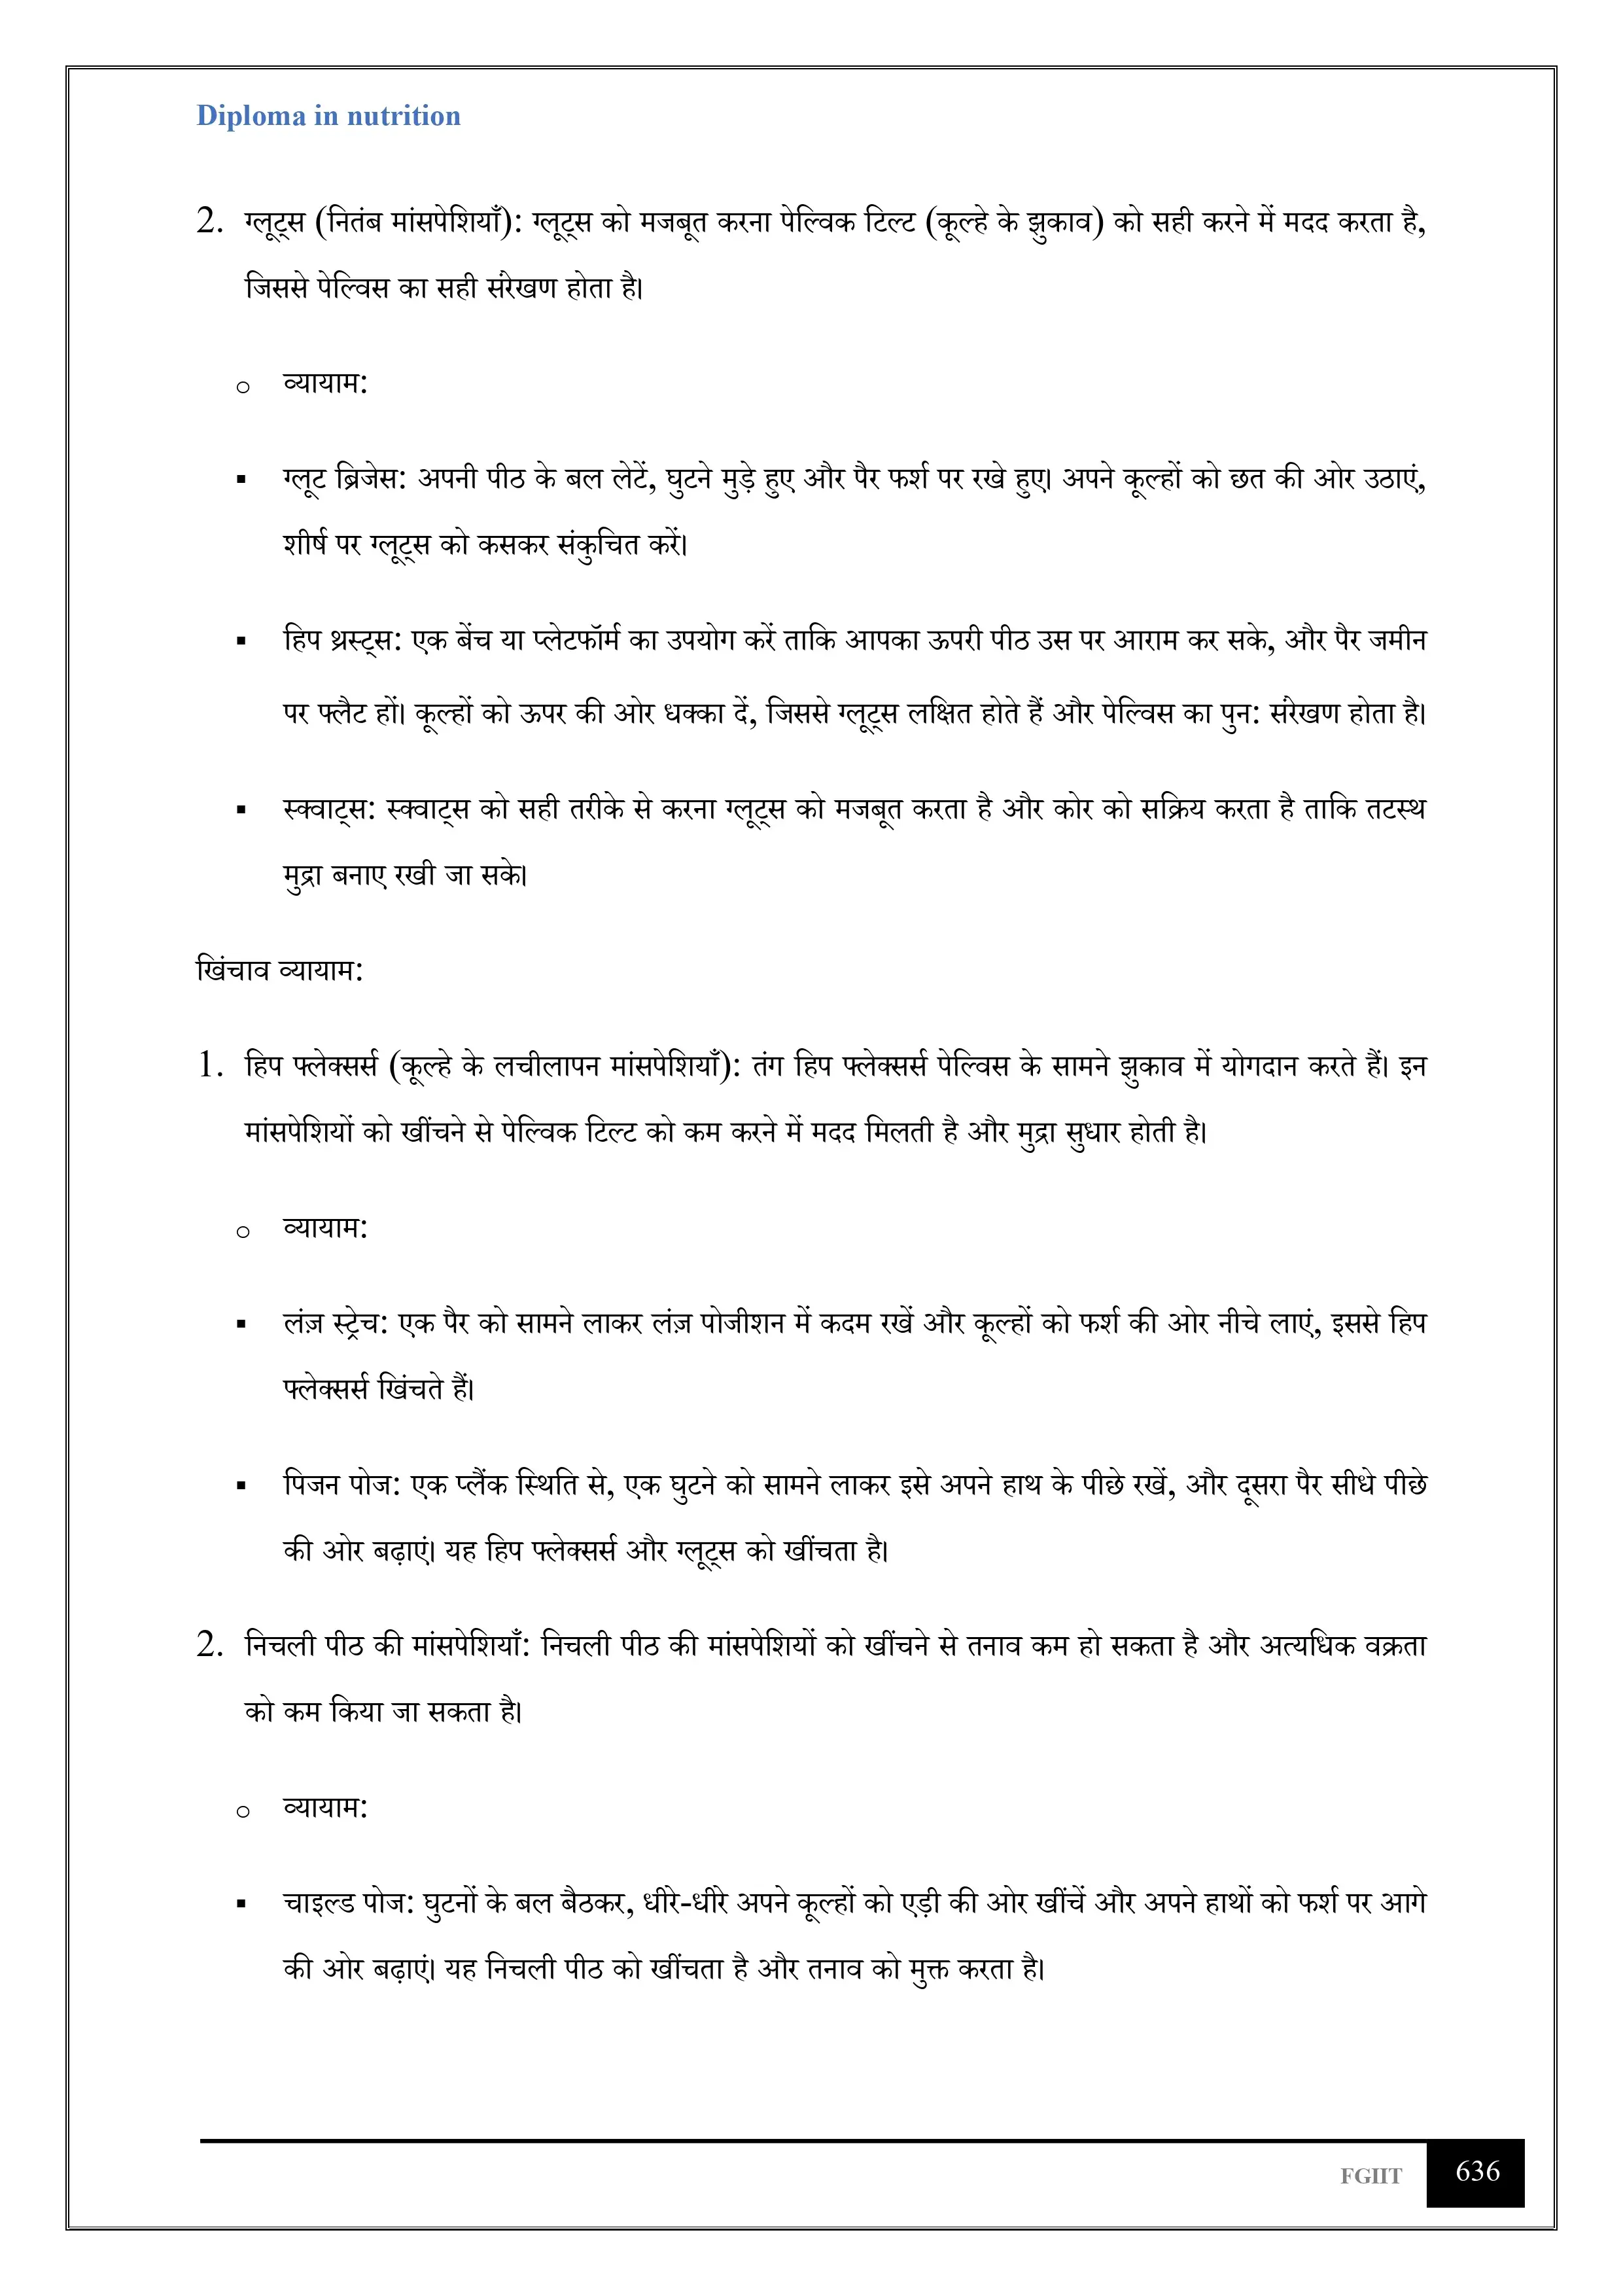 Diploma in nutrition
2. ग्लूट्स (नितंब मांसपेशियाँ): ग्लूट्स को मजबूत करना पेल्विक टिल्ट (कूल्हे के झुकाव) को सही करने में मदद करता है,
जिससे पेल्विस का सही संरेखण होता है।
o व्यायाम:
▪ ग्लूट ब्रिजेस: अपनी पीठ के बल लेटें, घुटने मुड़े हुए और पैर फर्श पर रखे हुए। अपने कूल्हों को छत की ओर उठाएं,
शीर्ष पर ग्लूट्स को कसकर संकुचित करें।
▪ हिप थ्रस्ट्स: एक बेंच या प्लेटफॉर्म का उपयोग करें ताकि आपका ऊपरी पीठ उस पर आराम कर सके, और पैर जमीन
पर फ्लैट हों। कूल्हों को ऊपर की ओर धक्का दें, जिससे ग्लूट्स लक्षित होते हैं और पेल्विस का पुन: संरेखण होता है।
▪ स्क्वाट्स: स्क्वाट्स को सही तरीके से करना ग्लूट्स को मजबूत करता है और कोर को सक्रिय करता है ताकि तटस्थ
मुद्रा बनाए रखी जा सके।
खिंचाव व्यायाम:
1. हिप फ्लेक्सर्स (कूल्हे के लचीलापन मांसपेशियाँ): तंग हिप फ्लेक्सर्स पेल्विस के सामने झुकाव में योगदान करते हैं। इन
मांसपेशियों को खींचने से पेल्विक टिल्ट को कम करने में मदद मिलती है और मुद्रा सुधार होती है।
o व्यायाम:
▪ लंज़ स्ट्रेच: एक पैर को सामने लाकर लंज़ पोजीशन में कदम रखें और कूल्हों को फर्श की ओर नीचे लाएं, इससे हिप
फ्लेक्सर्स खिंचते हैं।
▪ पिजन पोज: एक प्लैंक स्थिति से, एक घुटने को सामने लाकर इसे अपने हाथ के पीछे रखें, और दूसरा पैर सीधे पीछे
की ओर बढ़ाएं। यह हिप फ्लेक्सर्स और ग्लूट्स को खींचता है।
2. निचली पीठ की मांसपेशियाँ: निचली पीठ की मांसपेशियों को खींचने से तनाव कम हो सकता है और अत्यधिक वक्रता
को कम किया जा सकता है।
o व्यायाम:
▪ चाइल्ड पोज: घुटनों के बल बैठकर, धीरे-धीरे अपने कूल्हों को एड़ी की ओर खींचें और अपने हाथों को फर्श पर आगे
की ओर बढ़ाएं। यह निचली पीठ को खींचता है और तनाव को मुक्त करता है।
FGIIT 636